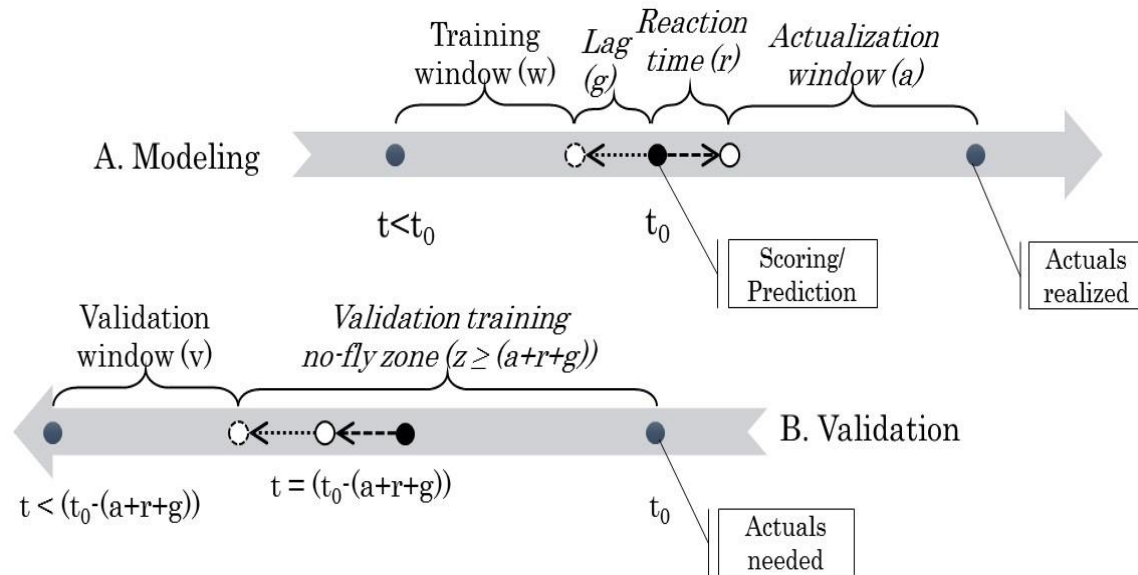 Training
window (w)
Lag
(g)
Reaction
time (r)
Actualization
window (a)
A. Modeling
t<t0
t0
Scoring/
Prediction
Actuals
realized
Validation
window (v)
Validation training
no-fly zone (z ≥ (a+r+g))
B. Validation
t < (t0-(a+r+g))
t = (t0-(a+r+g))
t0
Actuals
needed